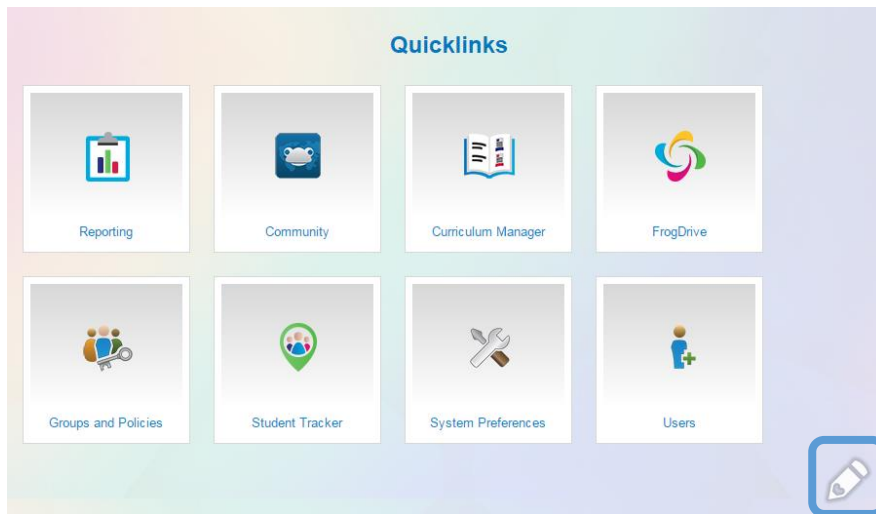 Quicklinks
Reporting
Community
Curriculum Manager
FrogDrive
Groups and Policies
Student Tracker
System Preferences
Users